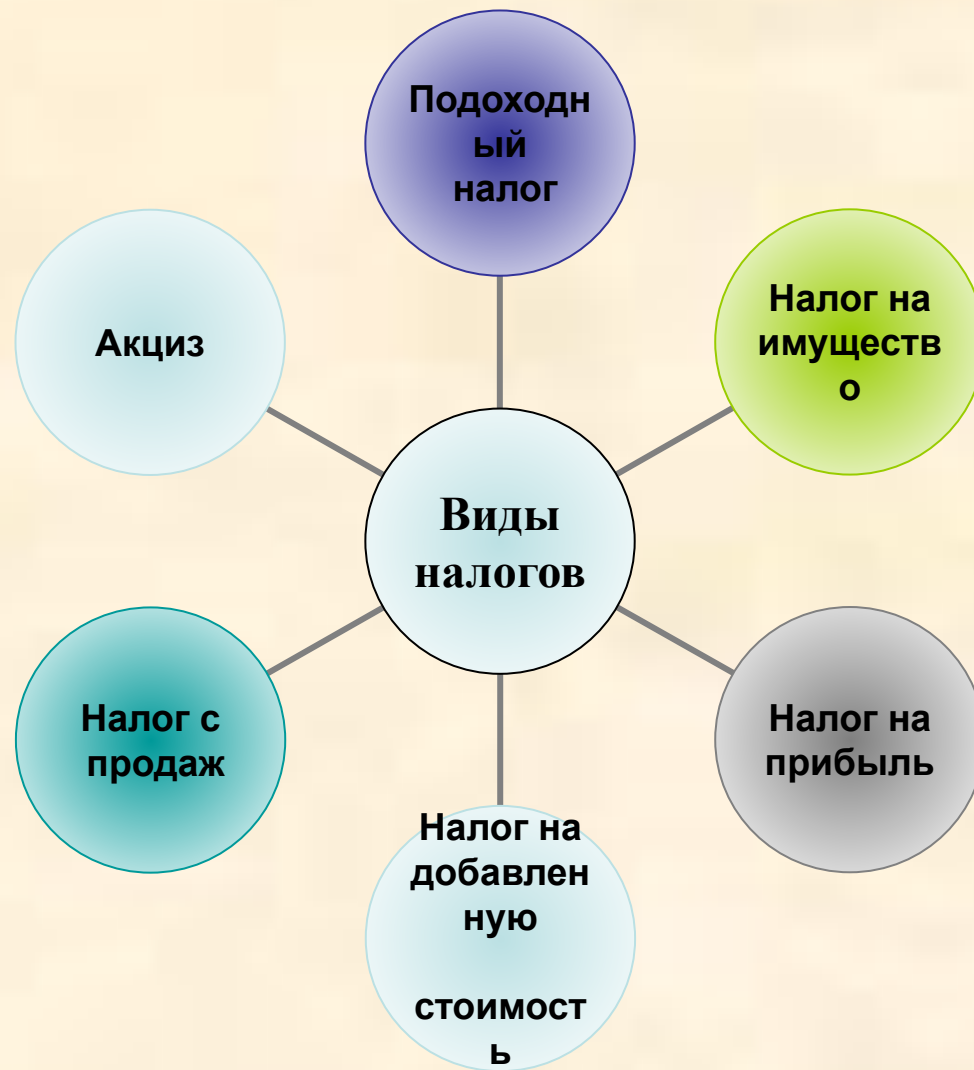 Подоходн
ый
налог
Акциз
Налог на
имуществ
о
Виды
налогов
Налог с
продаж
Налог на
прибыль
Налог на
добавлен
ную
стоимост
ь